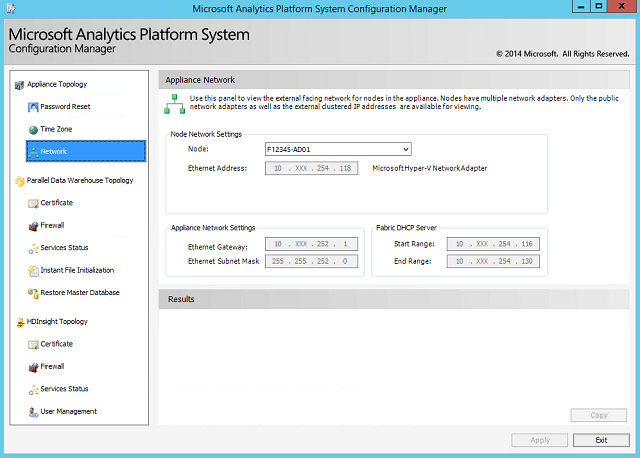 Microsoft Analytics Platform System Configuration Manager
Microsoft Analytics Platform System
Configuration Manager
© 2014 Microsoft. All Rights Reserved.
Appliance Topology
Password Reset
Time Zone
Network
Parallel Data Warehouse Topology
Certificate
Firewall
Services Status
Instant File Initialization
Restore Master Database
HDInsight Topology
Certificate
Firewall
Services Status
User Management
Appliance Network
Use this panel to view the external facing network for nodes in the appliance. Nodes have multiple network adapters. Only the public
network adapters as well as the external clustered IP addresses are available for viewing.
Node Network Settings
Node: F12345-AD01
Ethernet Address: 10 . XXX . 254 . 118 Microsoft Hyper-V Network Adapter
Appliance Network Settings
Ethernet Gateway: 10 . XXX . 252 . 1
Ethernet Subnet Mask 255 . 255 . 252 . 0
Fabric DHCP Server
Start Range: 10 . XXX . 254 . 116
End Range: 10 . XXX . 254 . 130
Results
Copy
Apply Exit